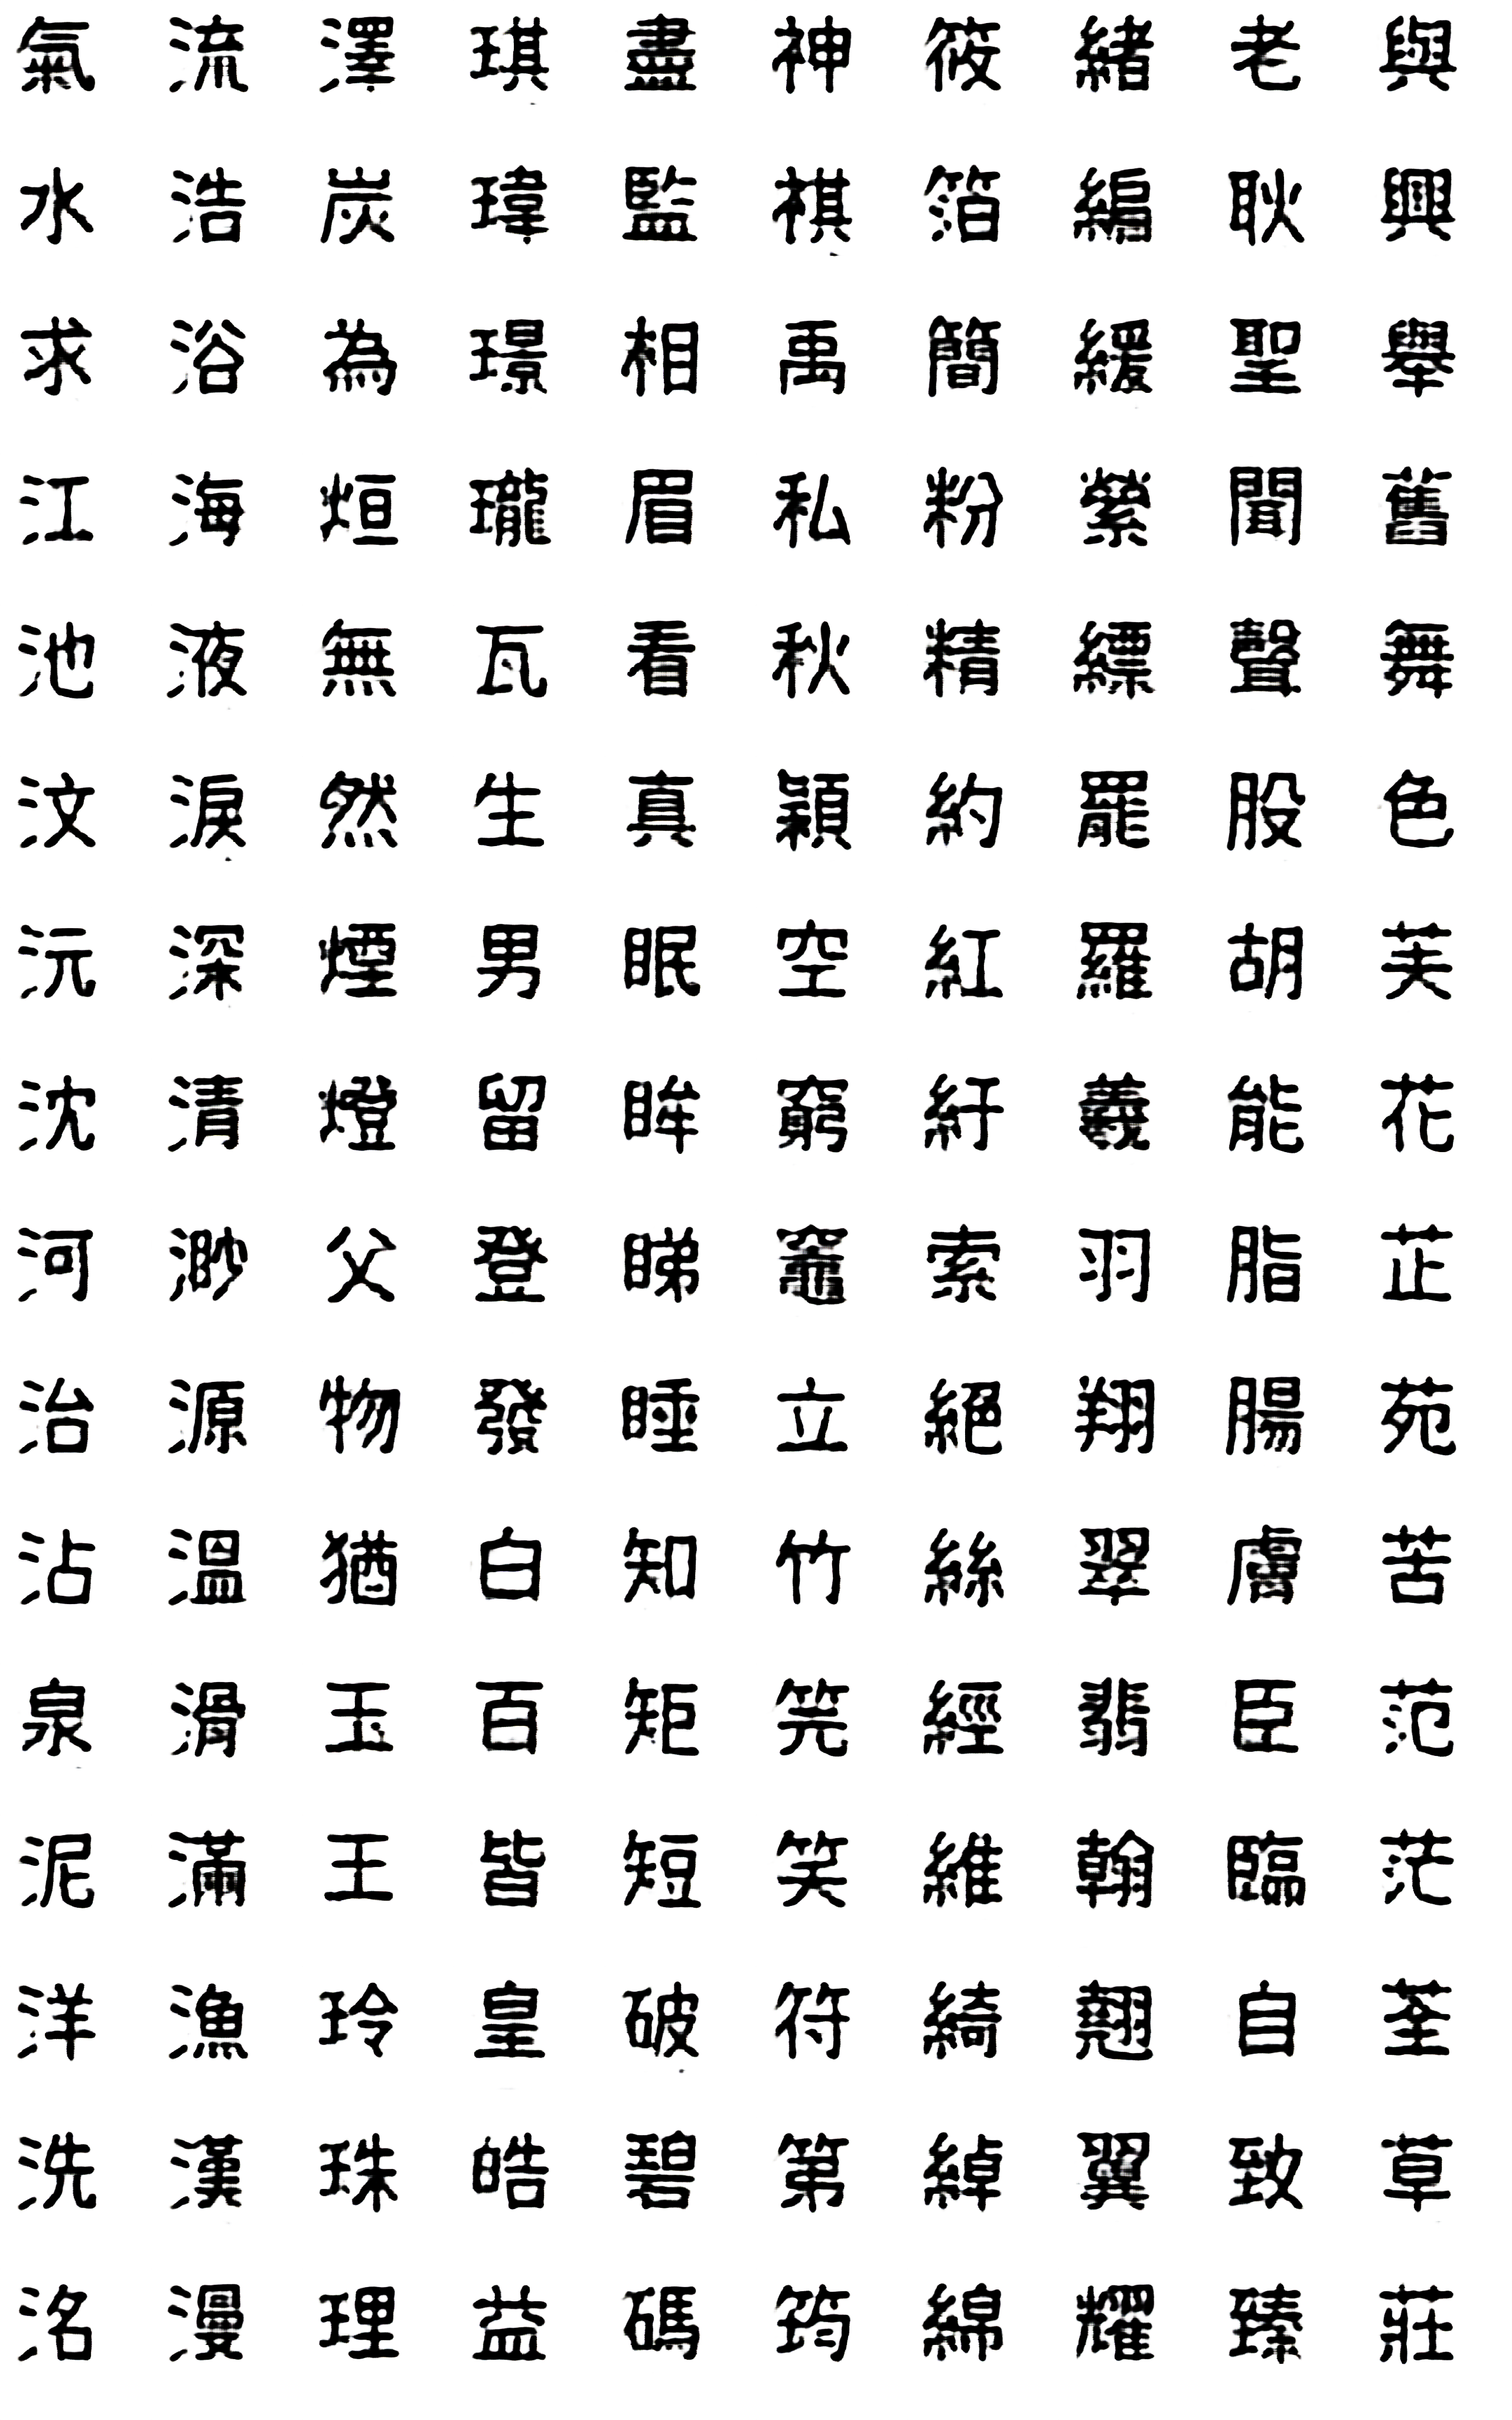 氣流澤琪盡神筱緒老與
水浩炭瑋監祺箔編耿興
求浴為璟相禹簡緩聖舉
江海烜瓏眉私粉縈聞舊
池液無瓦看秋精縹聲舞
汶淚然生真穎約罷股色
沅深煙男眠空紅羅胡芙
沈清燈留眸窮紆羲能花
河渺父登睇竈索羽脂芷
治源物發睡立絕翔腸苑
沾溫猶白知竹絲翠膚苦
泉滑玉百矩筦經翡臣范
泥滿王皆短笑維翰臨茫
洋漁玲皇破符綺翹自荃
洗漢珠皓碧第綽翼致草
洺漫理益碼筠綿耀臻莊